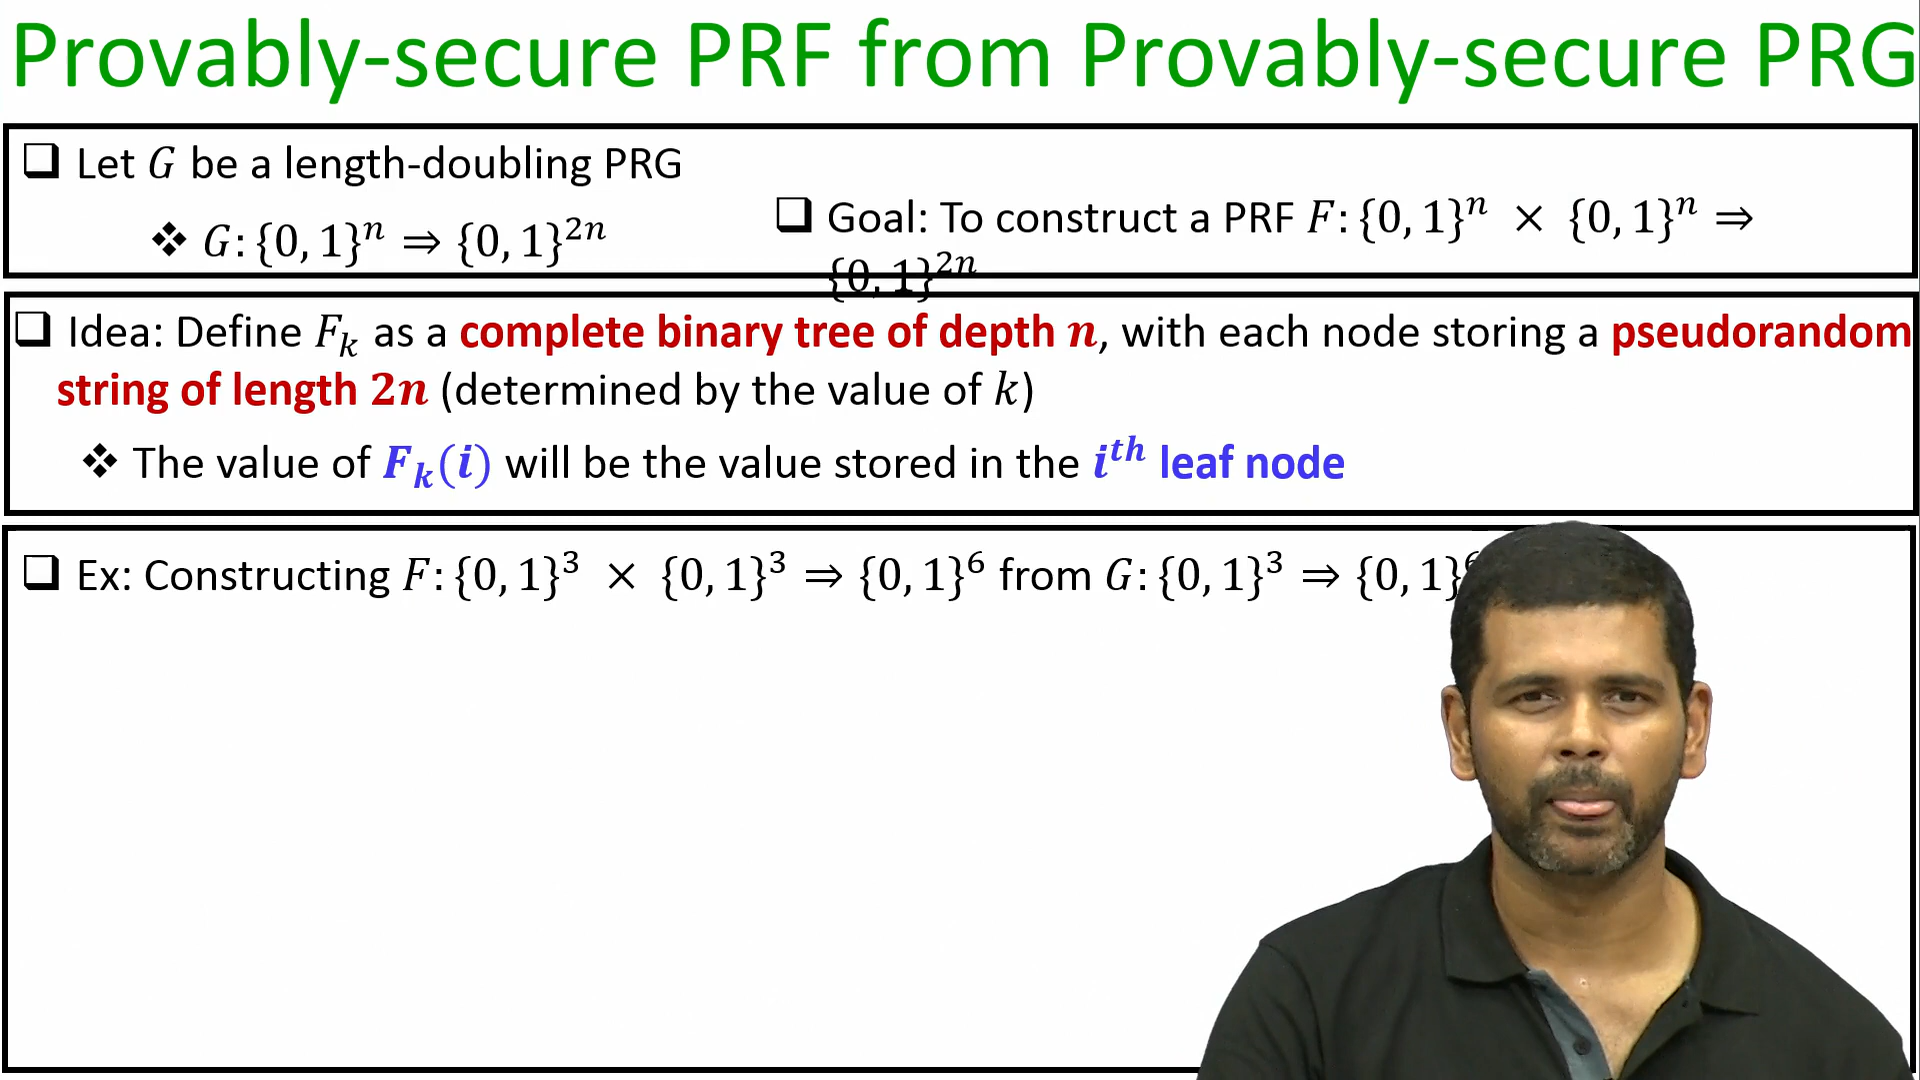 Provably-secure PRF from Provably-secure PRG
Let G be a length-doubling PRG
G: {0, 1}ⁿ ⇒ {0, 1}²ⁿ
Goal: To construct a PRF F: {0, 1}ⁿ × {0, 1}ⁿ ⇒
{0, 1}²ⁿ
Idea: Define Fₖ as a complete binary tree of depth n, with each node storing a pseudorandom
string of length 2n (determined by the value of k)
The value of Fₖ(i) will be the value stored in the iᵗʰ leaf node
Ex: Constructing F: {0, 1}³ × {0, 1}³ ⇒ {0, 1}⁶ from G: {0, 1}³ ⇒ {0, 1}⁶